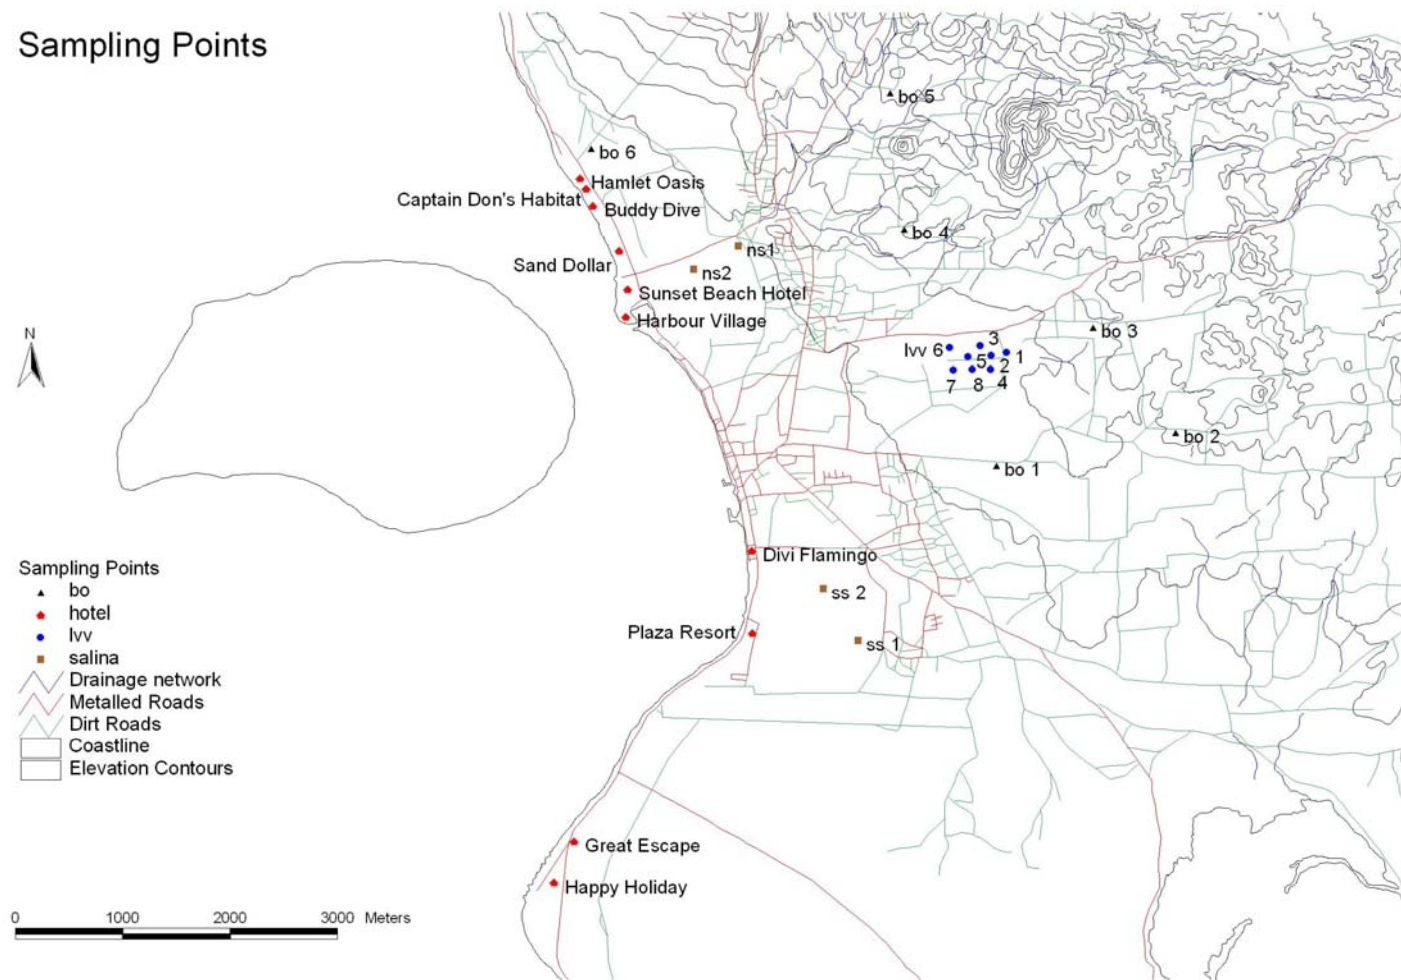 Sampling Points
bo 5
bo 6
Hamlet Oasis
Captain Don's Habitat
Buddy Dive
bo 4
ns1
Sand Dollar
ns2
Sunset Beach Hotel
Harbour Village
bo 3
N
lvv 6
3
1
5
2
7
8
4
bo 2
bo 1
Divi Flamingo
ss 2
Plaza Resort
ss 1
Sampling Points
bo
hotel
lvv
salina
Drainage network
Metalled Roads
Dirt Roads
Coastline
Elevation Contours
Great Escape
Happy Holiday
0 1000 2000 3000 Meters